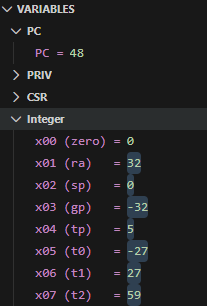 VARIABLES
PC
PC = 48
PRIV
CSR
Integer
x00 (zero) = 0
x01 (ra) = 32
x02 (sp) = 0
x03 (gp) = -32
x04 (tp) = 5
x05 (t0) = -27
x06 (t1) = 27
x07 (t2) = 59